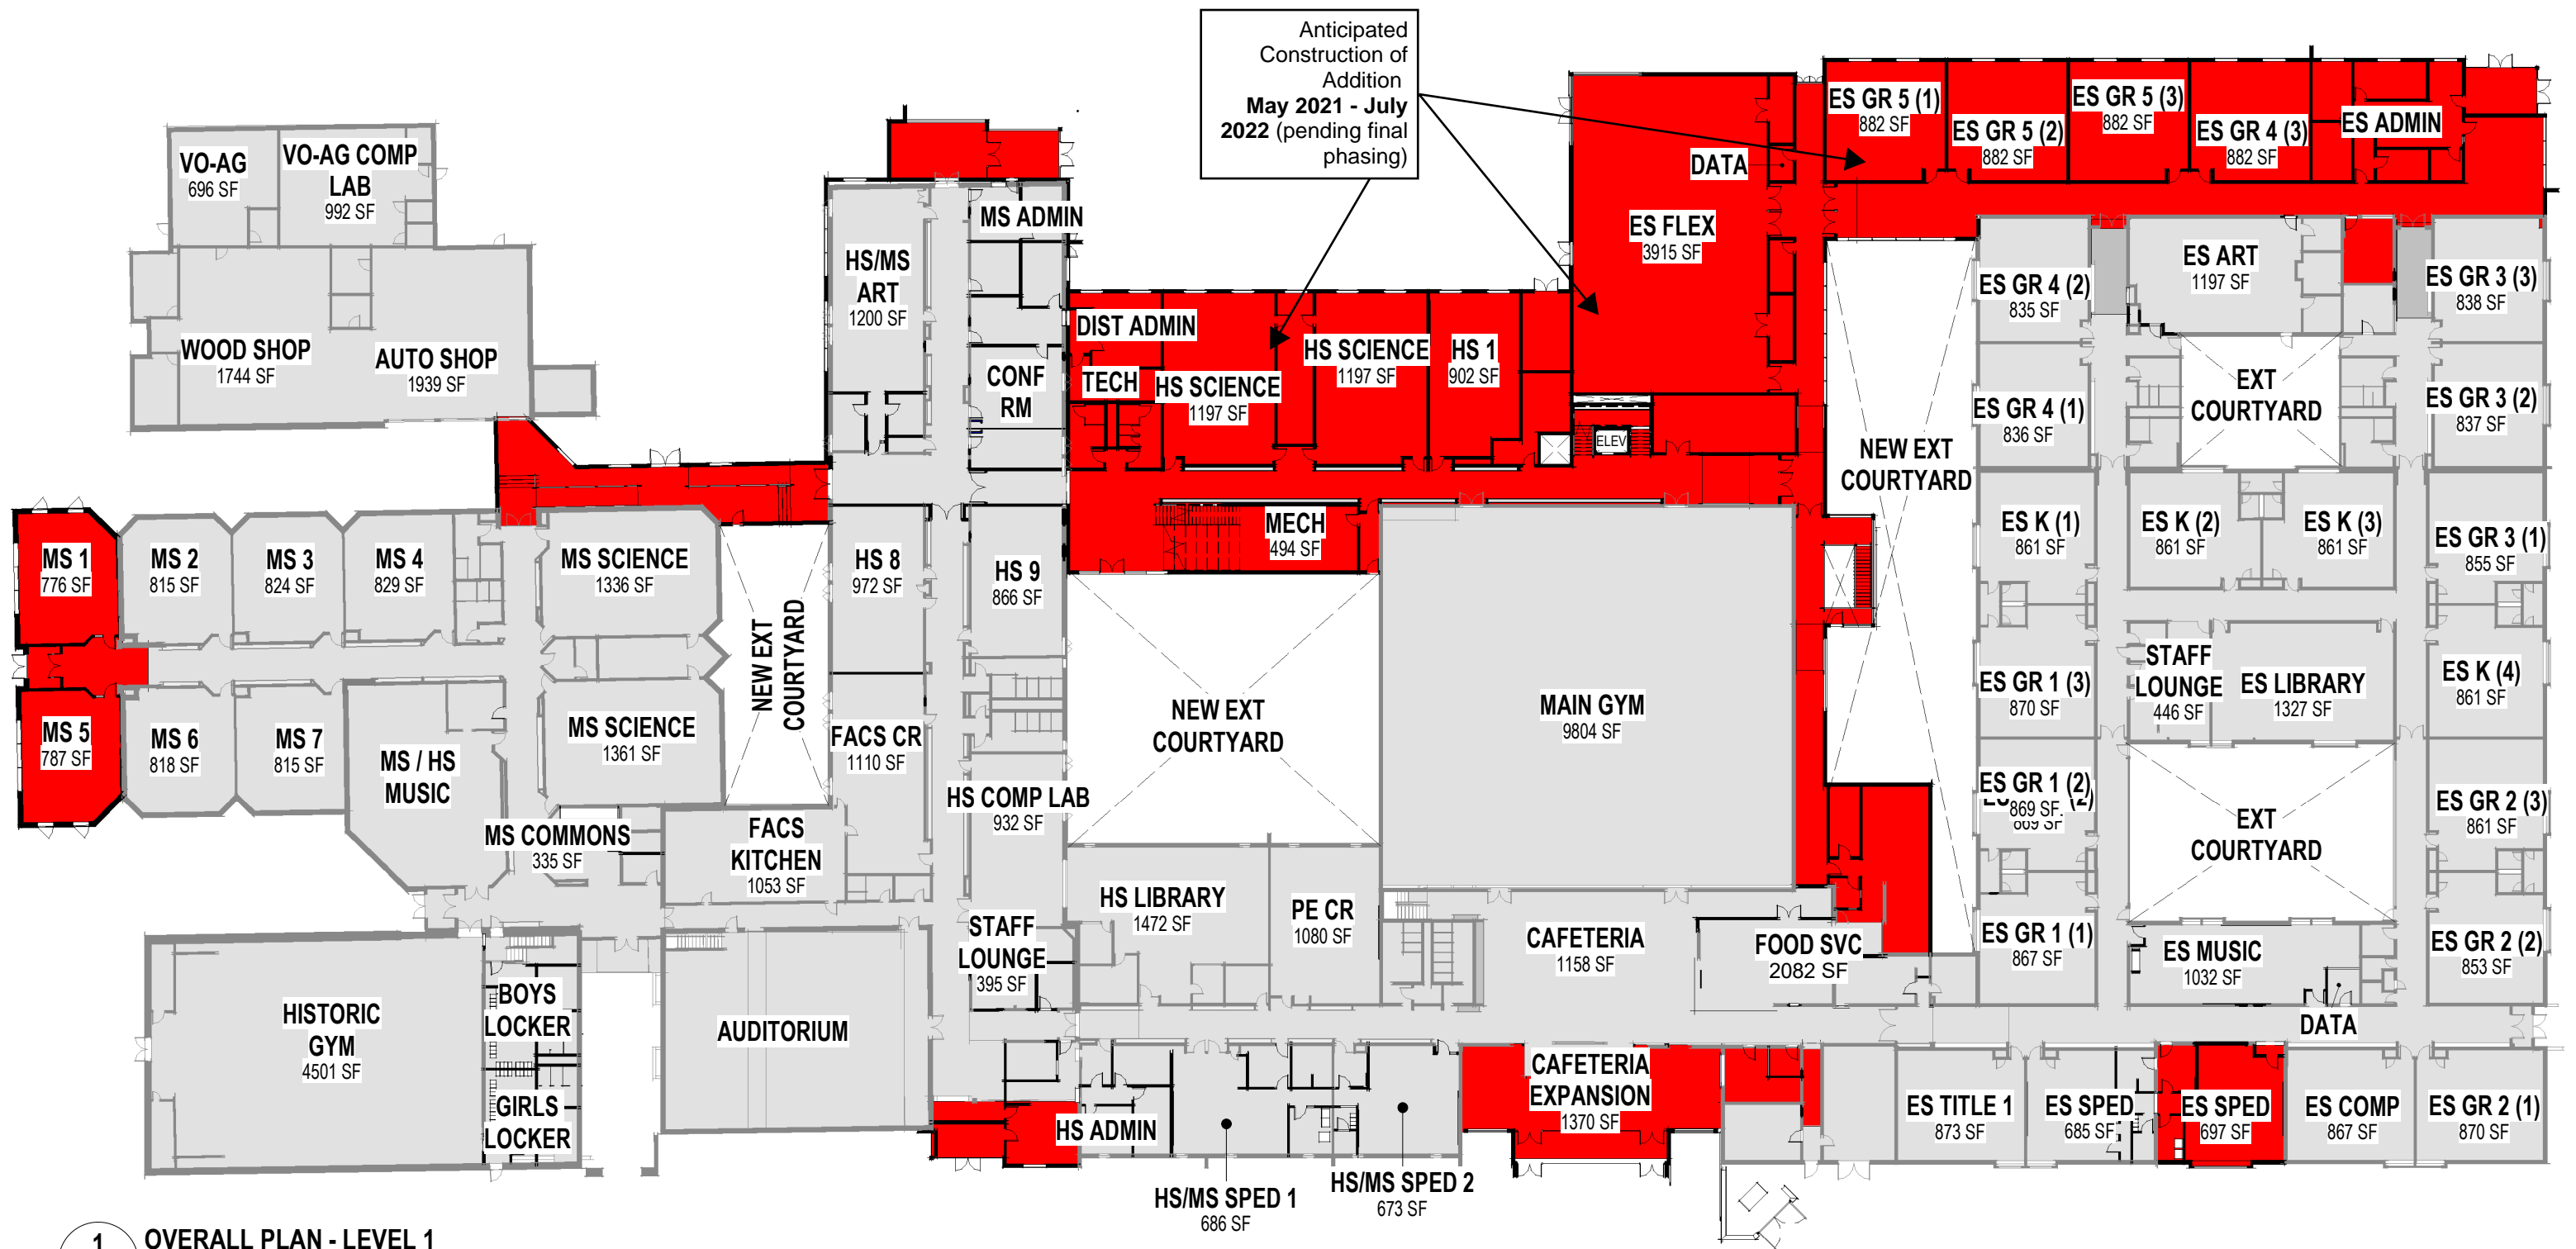 Anticipated
Construction of
Addition
May 2021 - July
2022 (pending final
phasing)
VO-AG
696 SF
VO-AG COMP
LAB
992 SF
WOOD SHOP
1744 SF
AUTO SHOP
1939 SF
HS/MS
ART
1200 SF
MS ADMIN
CONF
RM
DIST ADMIN
TECH
HS SCIENCE
1197 SF
HS SCIENCE
1197 SF
HS 1
902 SF
ES FLEX
3915 SF
DATA
ELEV
ES GR 5 (1)
882 SF
ES GR 5 (2)
882 SF
ES GR 5 (3)
882 SF
ES GR 4 (3)
882 SF
ES ADMIN
ES GR 4 (2)
835 SF
ES ART
1197 SF
ES GR 3 (3)
838 SF
ES GR 4 (1)
836 SF
EXT
COURTYARD
ES GR 3 (2)
837 SF
NEW EXT
COURTYARD
MS 1
776 SF
MS 2
815 SF
MS 3
824 SF
MS 4
829 SF
MS SCIENCE
1336 SF
NEW EXT
COURTYARD
HS 8
972 SF
HS 9
866 SF
MECH
494 SF
ES K (1)
861 SF
ES K (2)
861 SF
ES K (3)
861 SF
ES GR 3 (1)
855 SF
MS 5
787 SF
MS 6
818 SF
MS 7
815 SF
MS / HS
MUSIC
MS SCIENCE
1361 SF
FACS CR
1110 SF
NEW EXT
COURTYARD
MAIN GYM
9804 SF
ES GR 1 (3)
870 SF
STAFF
LOUNGE
446 SF
ES LIBRARY
1327 SF
ES K (4)
861 SF
MS COMMONS
335 SF
FACS
KITCHEN
1053 SF
HS COMP LAB
932 SF
ES GR 1 (2)
869 SF
869 SF
EXT
COURTYARD
ES GR 2 (3)
861 SF
HS LIBRARY
1472 SF
PE CR
1080 SF
STAFF
LOUNGE
395 SF
CAFETERIA
1158 SF
FOOD SVC
2082 SF
ES GR 1 (1)
867 SF
ES MUSIC
1032 SF
ES GR 2 (2)
853 SF
DATA
HISTORIC
GYM
4501 SF
BOYS
LOCKER
GIRLS
LOCKER
AUDITORIUM
HS ADMIN
HS/MS SPED 1
686 SF
HS/MS SPED 2
673 SF
CAFETERIA
EXPANSION
1370 SF
ES TITLE 1
873 SF
ES SPED
685 SF
ES SPED
697 SF
ES COMP
867 SF
ES GR 2 (1)
870 SF
1
OVERALL PLAN - LEVEL 1